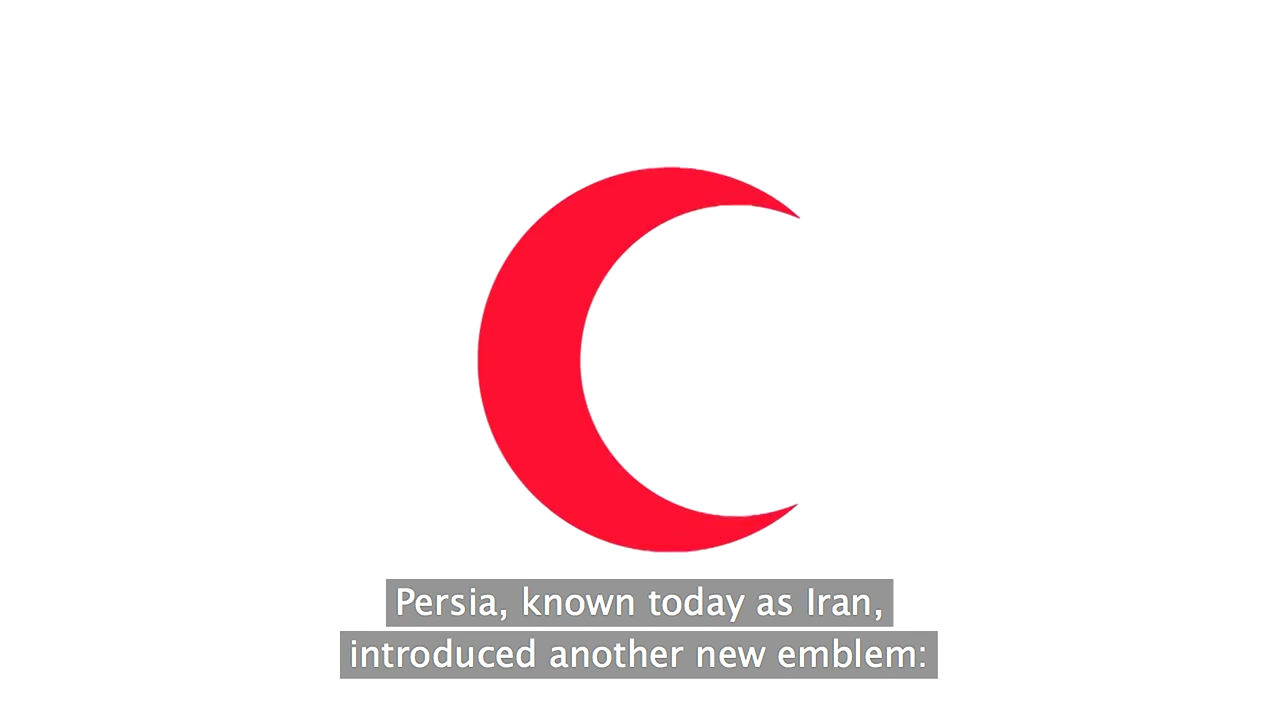 Persia, known today as Iran,
introduced another new emblem: